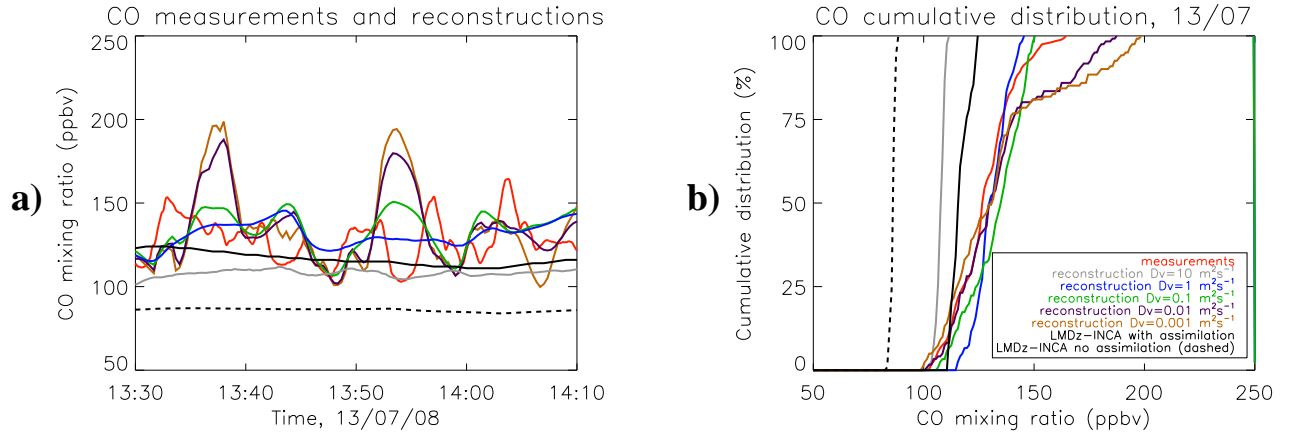 CO measurements and reconstructions
a)
CO mixing ratio (ppbv)
250
200
150
100
50
13:30 13:40 13:50 14:00 14:10
Time, 13/07/08
CO cumulative distribution, 13/07
b)
Cumulative distribution (%)
100
75
50
25
0
measurements
reconstruction Dv=10 m²s⁻¹
reconstruction Dv=1 m²s⁻¹
reconstruction Dv=0.1 m²s⁻¹
reconstruction Dv=0.01 m²s⁻¹
reconstruction Dv=0.001 m²s⁻¹
LMDz-INCA with assimilation
LMDz-INCA no assimilation (dashed)
50 100 150 200 250
CO mixing ratio (ppbv)